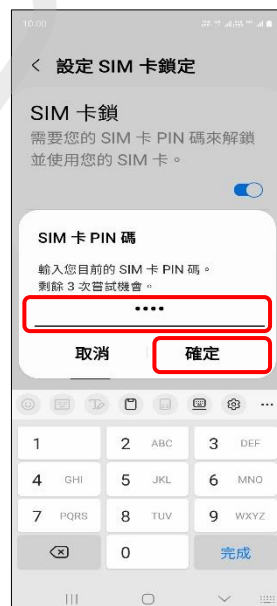 10:00
設定 SIM 卡鎖定
SIM 卡鎖
需要您的 SIM 卡 PIN 碼來解鎖
並使用您的 SIM 卡。
SIM 卡 PIN 碼
輸入您目前的 SIM 卡 PIN 碼。
剩餘 3 次嘗試機會。
••••
取消 確定
1 2 ABC 3 DEF
4 GHI 5 JKL 6 MNO
7 PQRS 8 TUV 9 WXYZ
0 完成